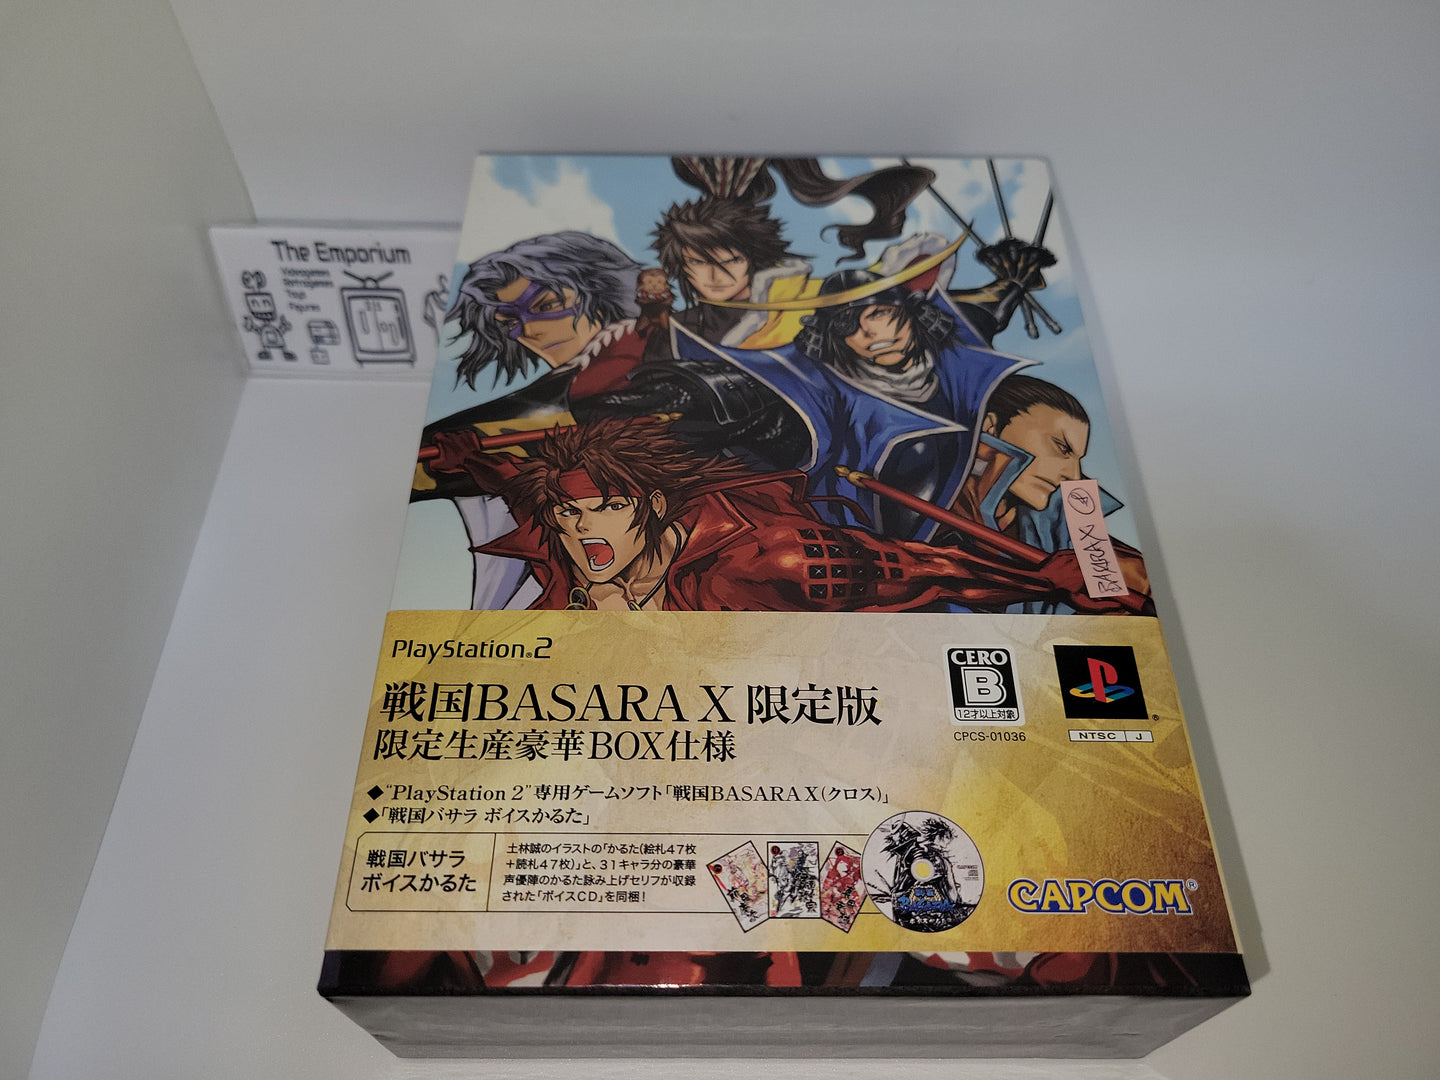 The Emporium
Videogames
Retrogames
Toys
Figures
BASARA X
PlayStation®2
戦国BASARA X 限定版
限定生産豪華BOX仕様
CERO
B
12才以上対象
CPCS-01036
NTSC J
◆"PlayStation 2"専用ゲームソフト「戦国BASARA X(クロス)」
◆「戦国バサラ ボイスかるた」
戦国バサラ
ボイスかるた
土林誠のイラストの「かるた(絵札47枚
+読札47枚)」と、31キャラ分の豪華
声優陣のかるた詠み上げセリフが収録
された「ボイスCD」を同梱!
CAPCOM®